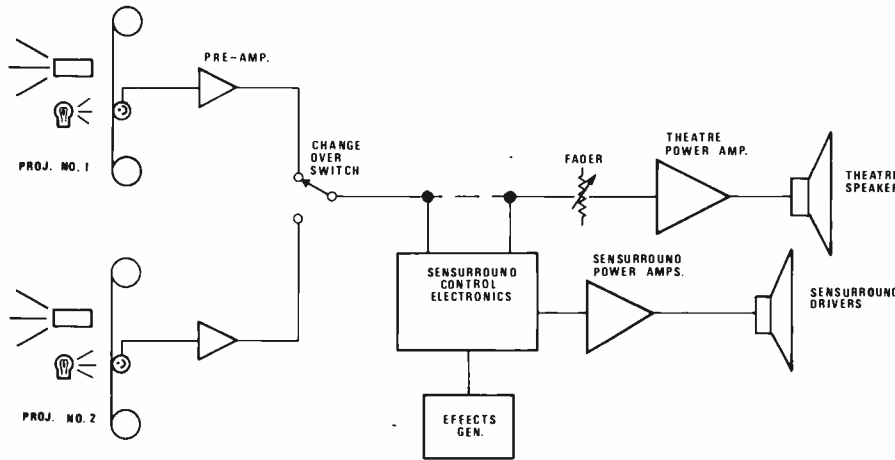 PRE-AMP.
PROJ. NO. 1
CHANGE
OVER
SWITCH
FADER
THEATRE
POWER AMP.
THEATRE
SPEAKER
SENSURROUND
CONTROL
ELECTRONICS
SENSURROUND
POWER AMPS.
SENSURROUND
DRIVERS
PROJ. NO. 2
EFFECTS
GEN.